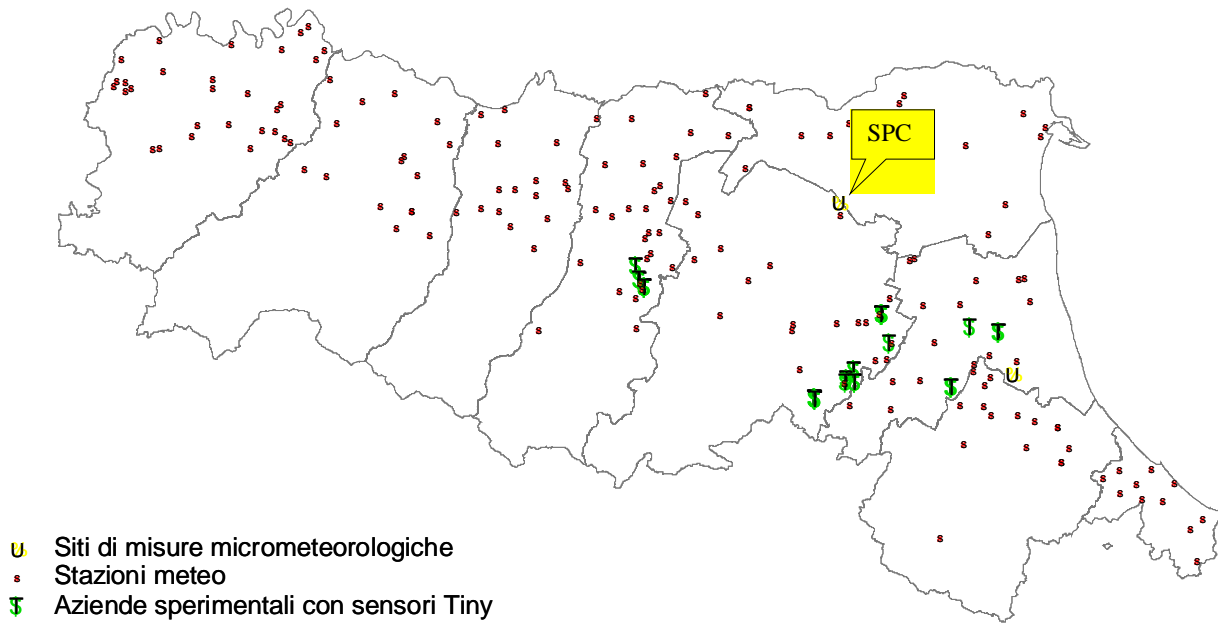 SPC
U Siti di misure micrometeorologiche
s Stazioni meteo
T Aziende sperimentali con sensori Tiny